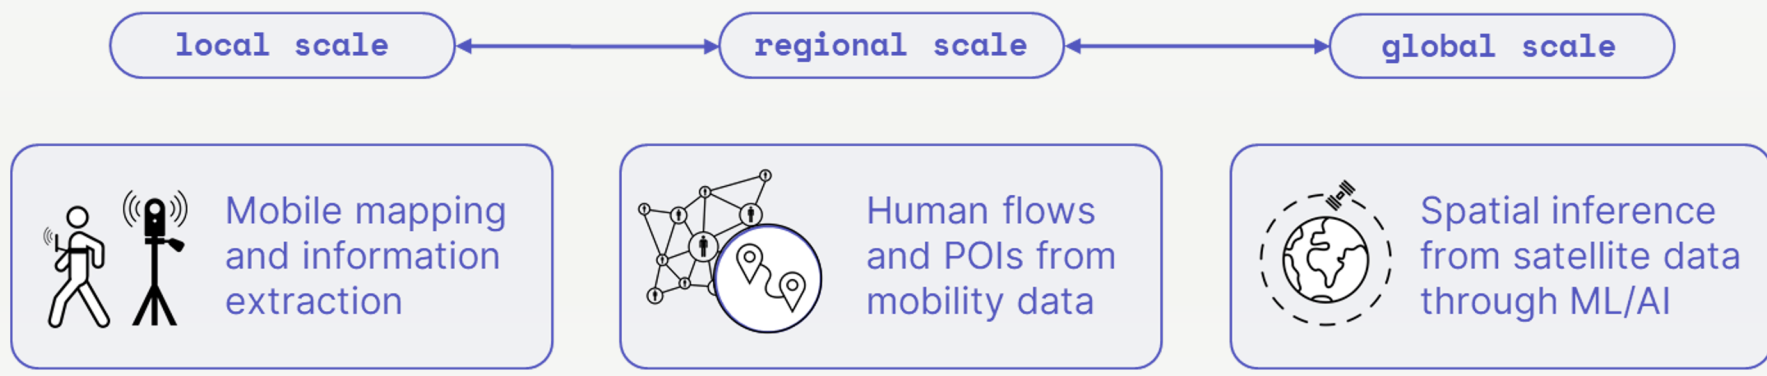 local scale
regional scale
global scale
Mobile mapping
and information
extraction
Human flows
and POIs from
mobility data
Spatial inference
from satellite data
through ML/AI